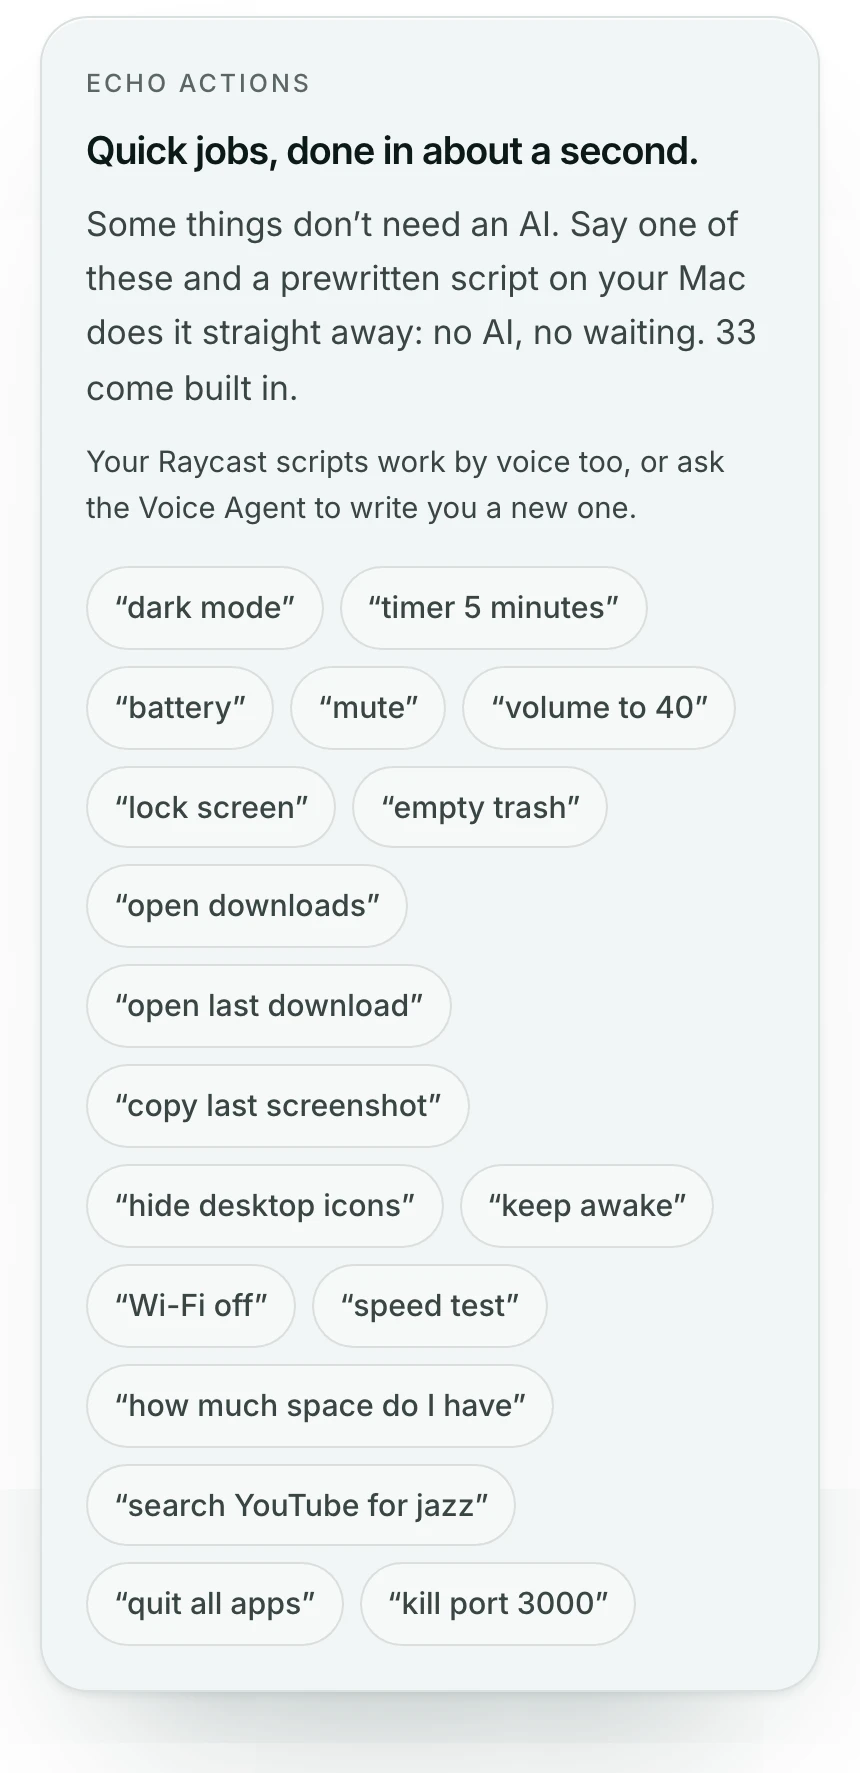 ECHO ACTIONS
Quick jobs, done in about a second.
Some things don’t need an AI. Say one of
these and a prewritten script on your Mac
does it straight away: no AI, no waiting. 33
come built in.
Your Raycast scripts work by voice too, or ask
the Voice Agent to write you a new one.
“dark mode” “timer 5 minutes”
“battery” “mute” “volume to 40”
“lock screen” “empty trash”
“open downloads”
“open last download”
“copy last screenshot”
“hide desktop icons” “keep awake”
“Wi-Fi off” “speed test”
“how much space do I have”
“search YouTube for jazz”
“quit all apps” “kill port 3000”